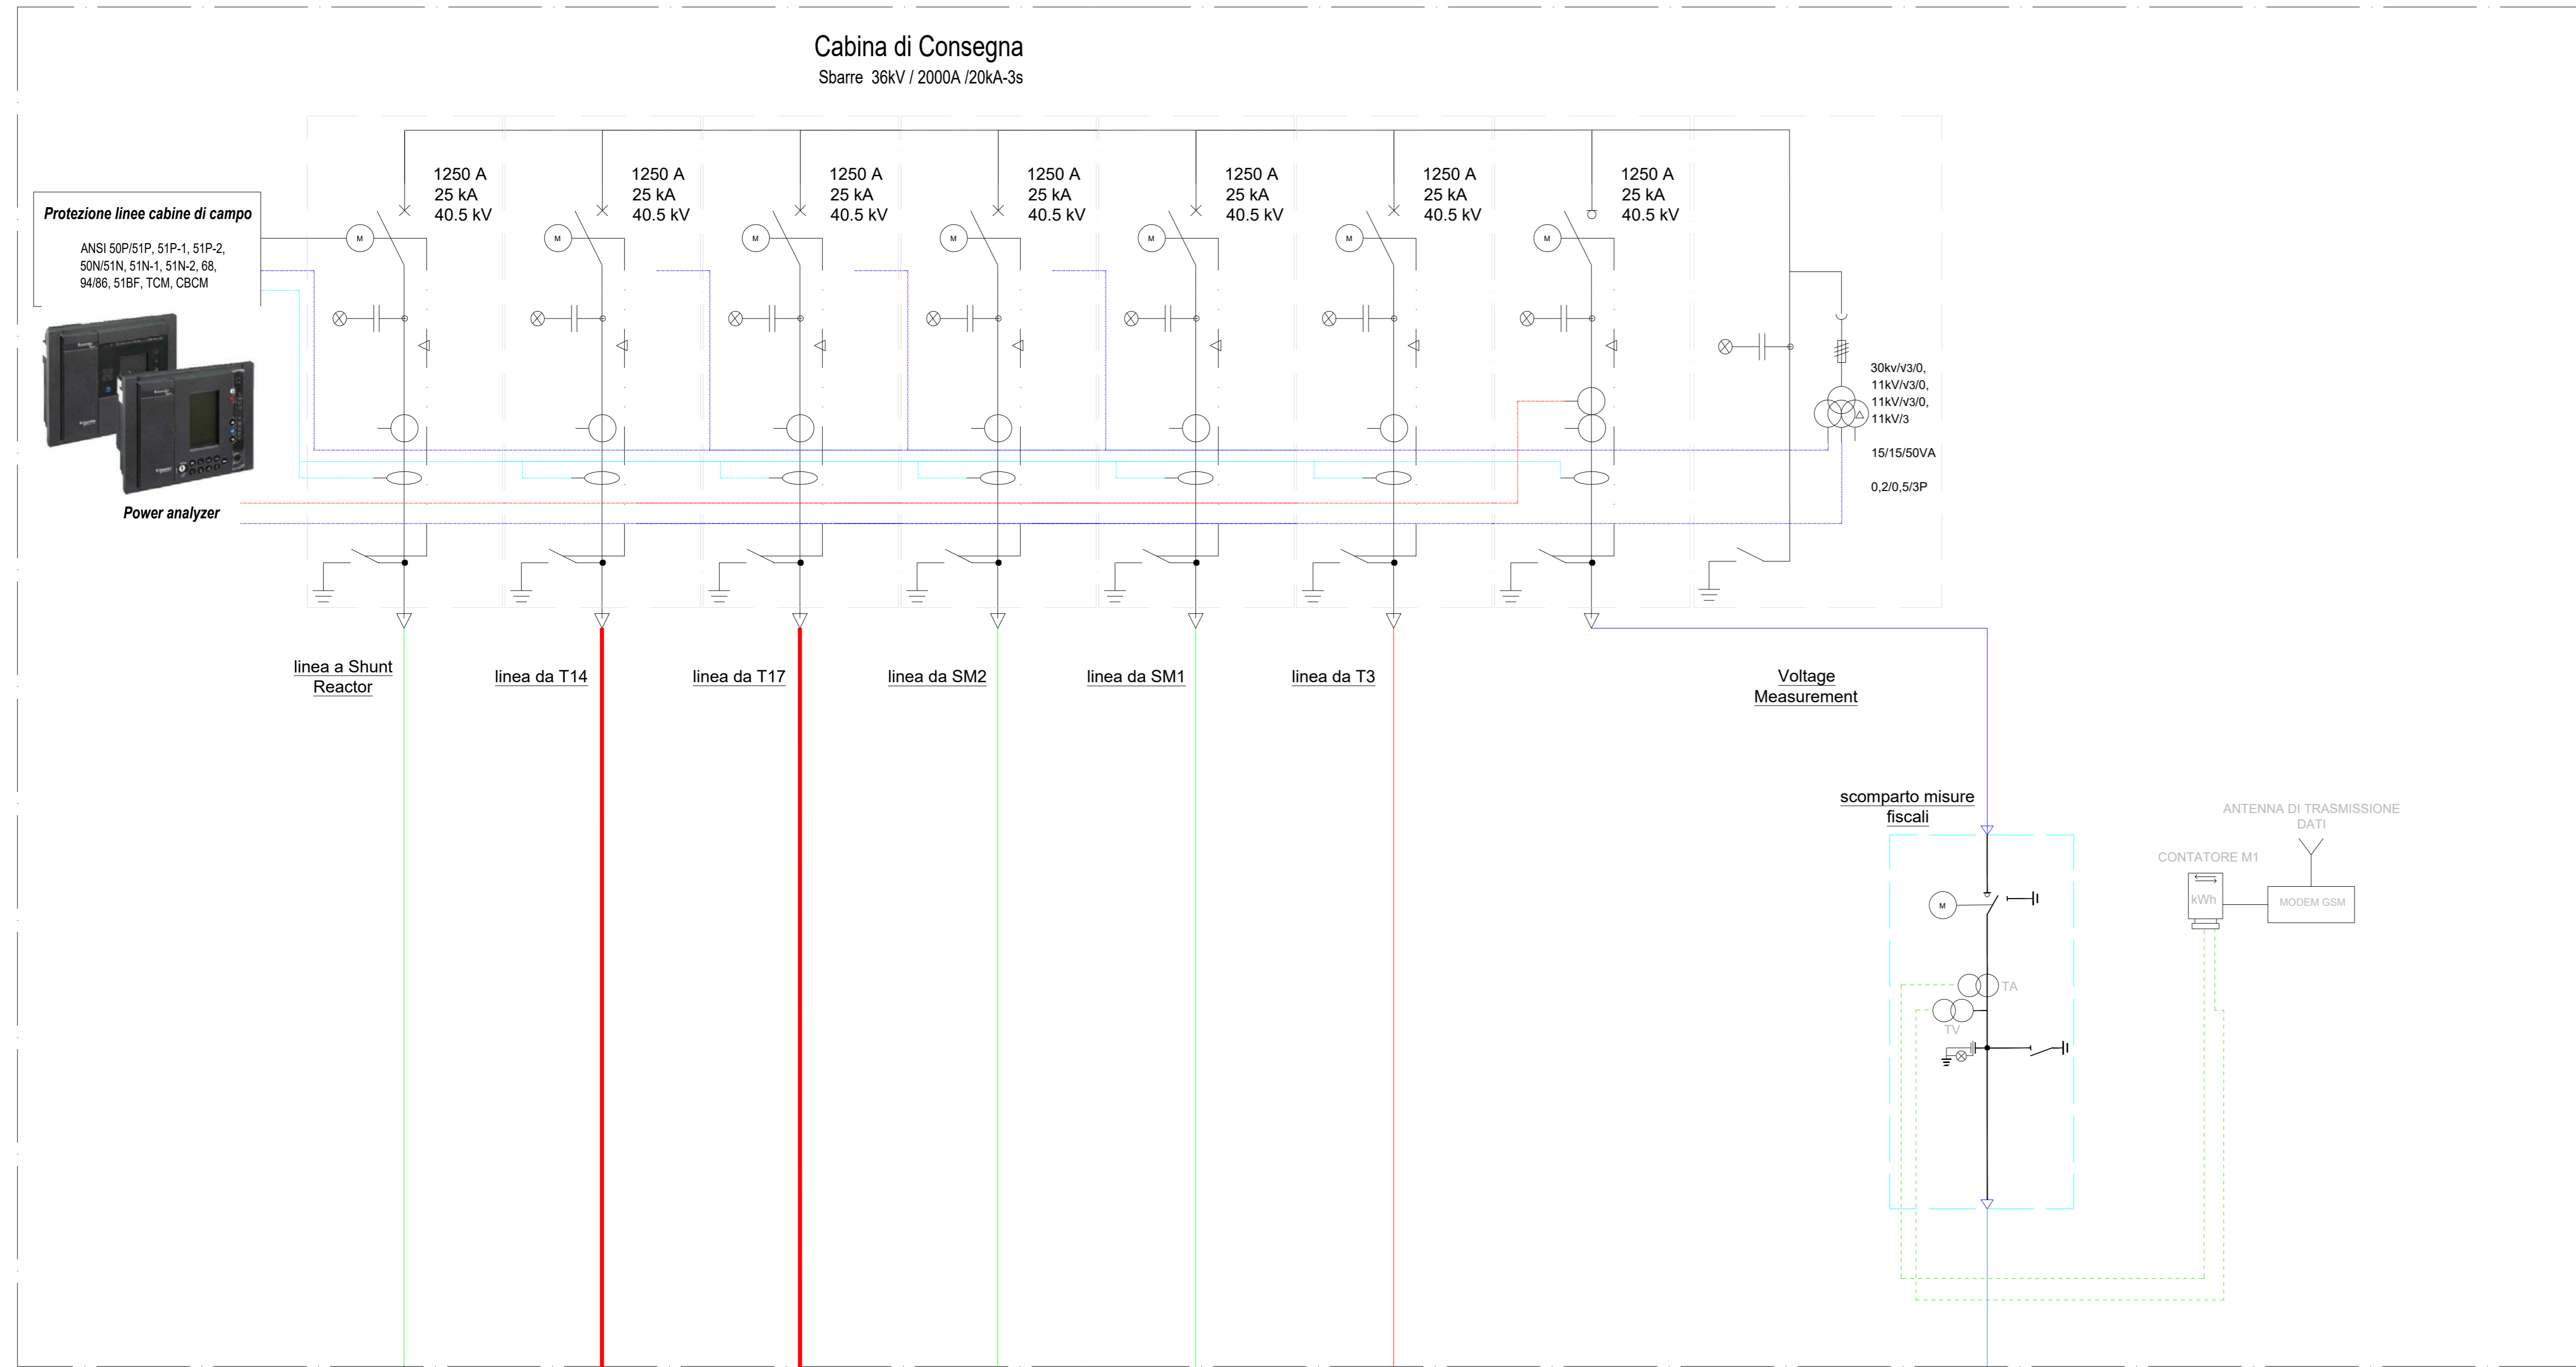 Cabina di Consegna
Sbarre 36kV / 2000A /20kA-3s
Protezione linee cabine di campo
ANSI 50P/51P, 51P-1, 51P-2,
50N/51N, 51N-1, 51N-2, 68,
94/86, 51BF, TCM, CBCM
Power analyzer
1250 A
25 kA
40.5 kV
M
1250 A
25 kA
40.5 kV
M
1250 A
25 kA
40.5 kV
M
1250 A
25 kA
40.5 kV
M
1250 A
25 kA
40.5 kV
M
1250 A
25 kA
40.5 kV
M
1250 A
25 kA
40.5 kV
M
30kv/√3/0,
11kV/√3/0,
11kV/√3/0,
11kV/3
15/15/50VA
0,2/0,5/3P
linea a Shunt
Reactor
linea da T14
linea da T17
linea da SM2
linea da SM1
linea da T3
Voltage
Measurement
scomparto misure
fiscali
M
TA
TV
ANTENNA DI TRASMISSIONE
DATI
CONTATORE M1
kWh
MODEM GSM